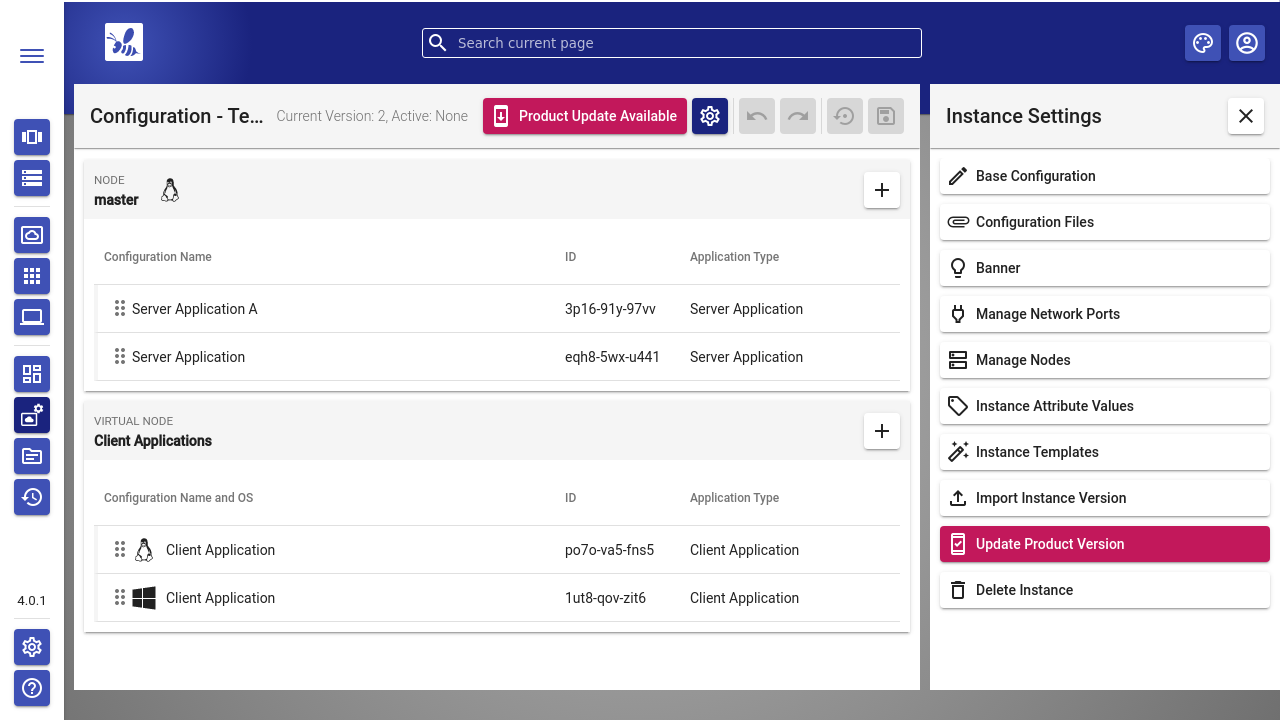 Search current page
Configuration - Te...
Current Version: 2, Active: None
Product Update Available
Instance Settings
NODE
master
Configuration Name ID Application Type
Server Application A 3p16-91y-97vv Server Application
Server Application eqh8-5wx-u441 Server Application
VIRTUAL NODE
Client Applications
Configuration Name and OS ID Application Type
Client Application po7o-va5-fns5 Client Application
Client Application 1ut8-qov-zit6 Client Application
Base Configuration
Configuration Files
Banner
Manage Network Ports
Manage Nodes
Instance Attribute Values
Instance Templates
Import Instance Version
Update Product Version
Delete Instance
4.0.1